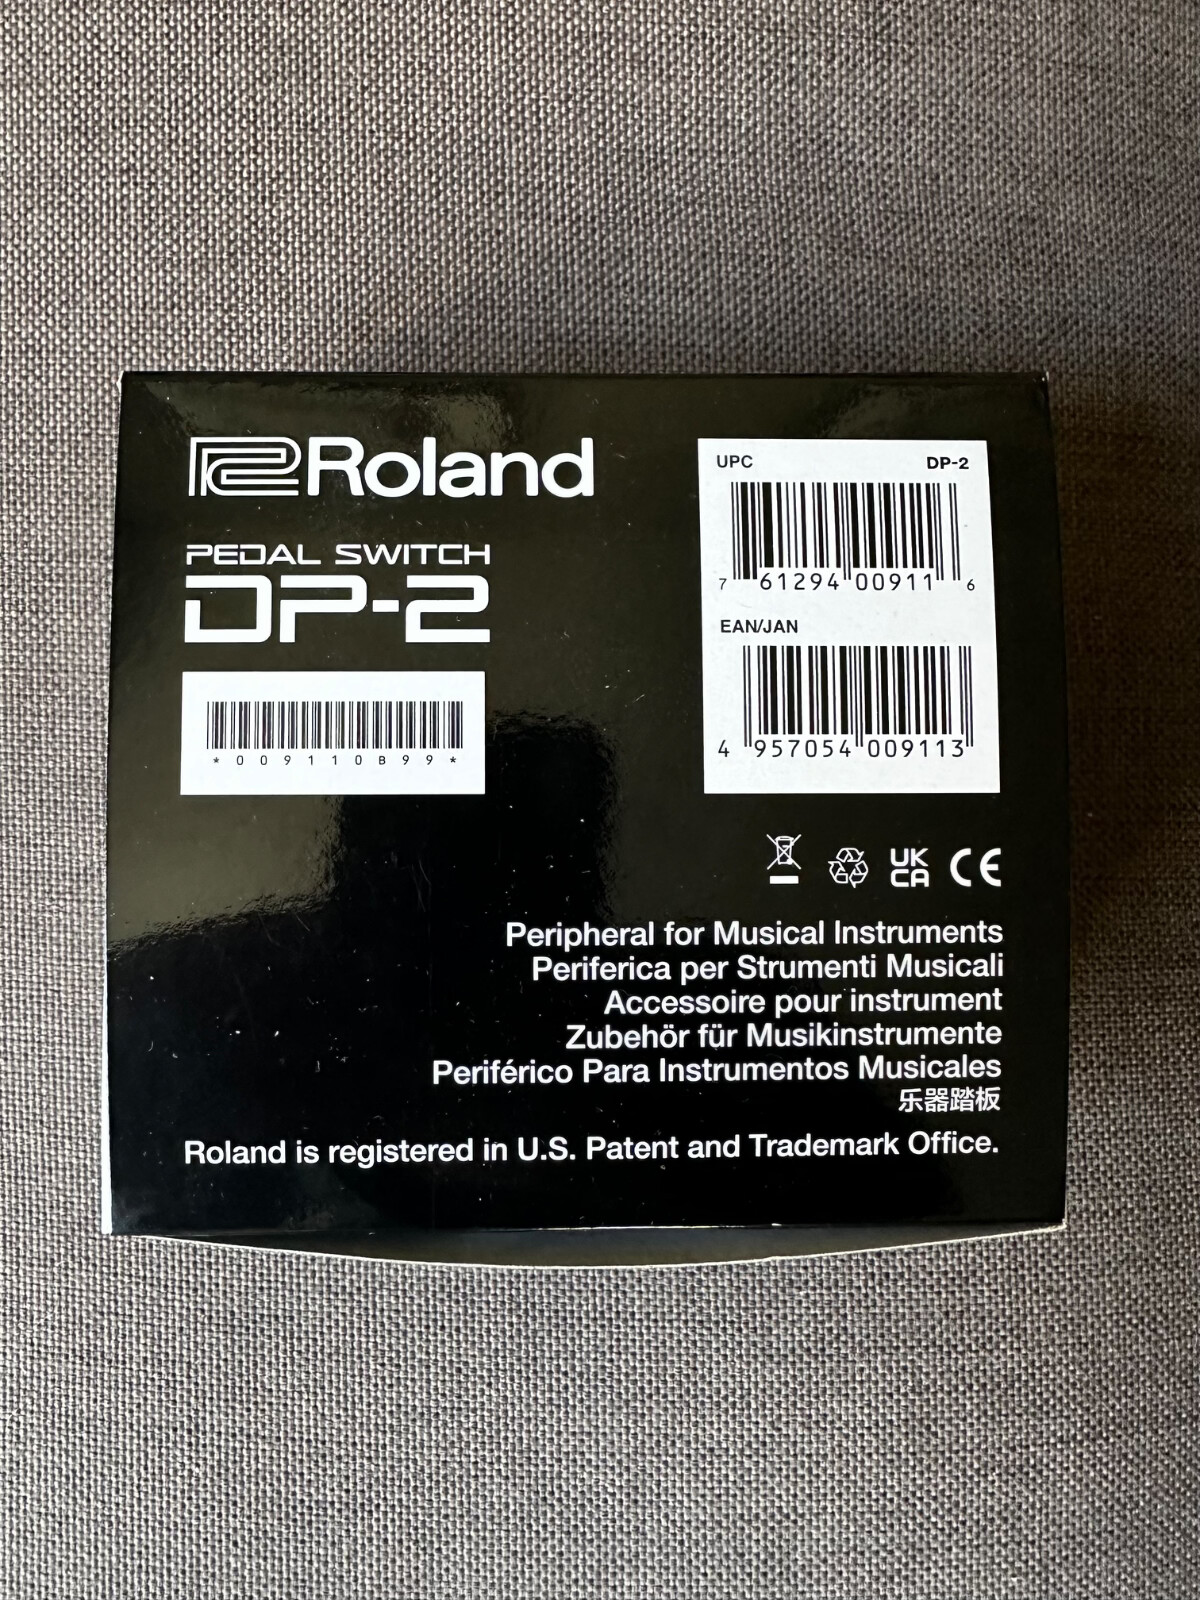 Roland
PEDAL SWITCH
DP-2
*009110B99*
UPC DP-2
7 61294 00911 6
EAN/JAN
4 957054 009113
UK
CA
CE
Peripheral for Musical Instruments
Periferica per Strumenti Musicali
Accessoire pour instrument
Zubehör für Musikinstrumente
Periférico Para Instrumentos Musicales
乐器踏板
Roland is registered in U.S. Patent and Trademark Office.